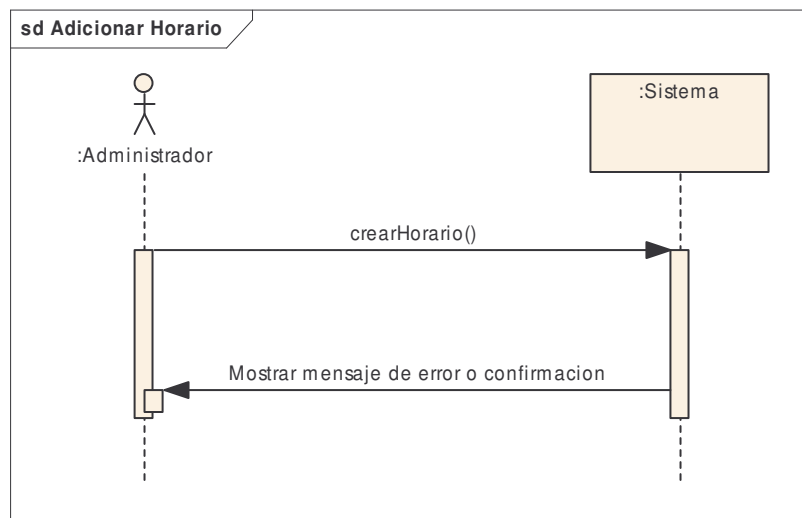 sd Adicionar Horario
:Administrador
:Sistema
crearHorario()
Mostrar mensaje de error o confirmacion